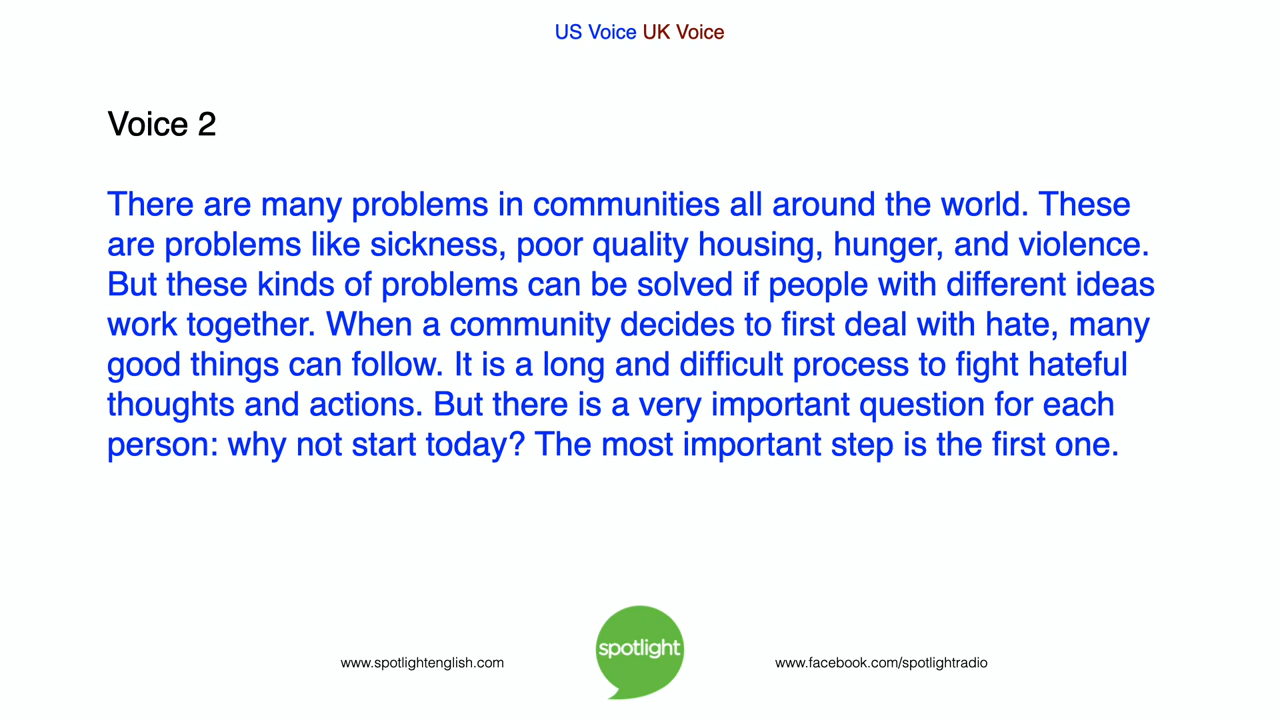 US Voice UK Voice
Voice 2
There are many problems in communities all around the world. These
are problems like sickness, poor quality housing, hunger, and violence.
But these kinds of problems can be solved if people with different ideas
work together. When a community decides to first deal with hate, many
good things can follow. It is a long and difficult process to fight hateful
thoughts and actions. But there is a very important question for each
person: why not start today? The most important step is the first one.
spotlight
www.spotlightenglish.com
www.facebook.com/spotlightradio